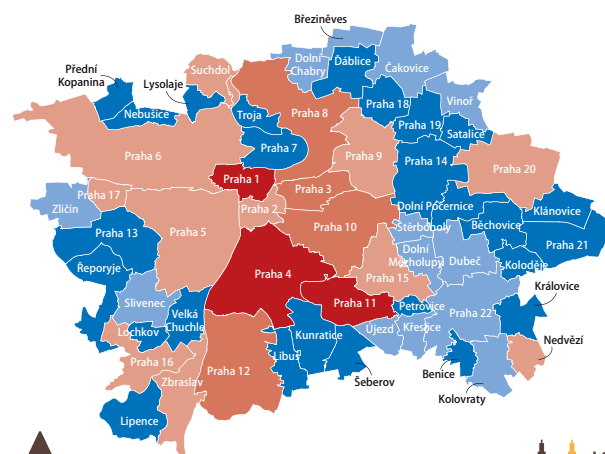 Březiněves
Přední
Kopanina
Lysolaje
Suchdol
Dolní
Chabry
Ďáblice
Čakovice
Nebušice
Troja
Praha 8
Praha 18
Vinoř
Praha 19
Satalice
Praha 6
Praha 7
Praha 9
Praha 14
Praha 20
Praha 1
Praha 17
Praha 3
Zličín
Praha 2
Dolní Počernice
Klánovice
Praha 13
Praha 5
Praha 10
Štěrboholy
Běchovice
Praha 21
Dolní
Měcholupy
Dubeč
Koloděje
Řeporyje
Praha 4
Praha 15
Královice
Slivenec
Praha 11
Petrovice
Praha 22
Velká
Chuchle
Lochkov
Kunratice
Újezd
Křeslice
Nedvězí
Libuš
Praha 16
Praha 12
Šeberov
Benice
Zbraslav
Kolovraty
Lipence